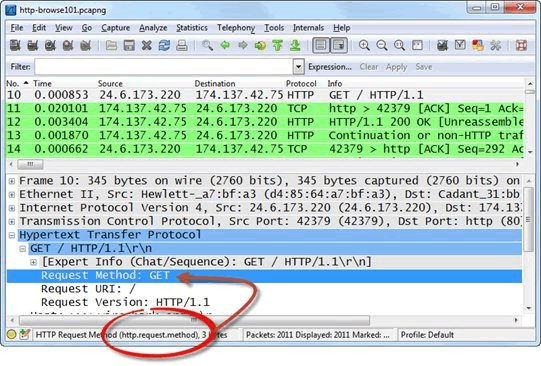 http-browse101.pcapng
File Edit View Go Capture Analyze Statistics Telephony Tools Internals Help
Filter: Expression... Clear Apply Save
No. Time Source Destination Protocol Info
10 0.000853 24.6.173.220 174.137.42.75 HTTP GET / HTTP/1.1
11 0.020101 174.137.42.75 24.6.173.220 TCP http > 42379 [ACK] Seq=1 Ack=
12 0.003404 174.137.42.75 24.6.173.220 HTTP HTTP/1.1 200 OK [Unreassemble
13 0.001870 174.137.42.75 24.6.173.220 HTTP Continuation or non-HTTP traf
14 0.000662 24.6.173.220 174.137.42.75 TCP 42379 > http [ACK] Seq=292 Ac
Frame 10: 345 bytes on wire (2760 bits), 345 bytes captured (2760 bits) on
Ethernet II, Src: Hewlett-_a7:bf:a3 (d4:85:64:a7:bf:a3), Dst: Cadant_31:bb
Internet Protocol Version 4, Src: 24.6.173.220 (24.6.173.220), Dst: 174.13
Transmission Control Protocol, Src Port: 42379 (42379), Dst Port: http (80)
Hypertext Transfer Protocol
GET / HTTP/1.1\r\n
[Expert Info (Chat/Sequence): GET / HTTP/1.1\r\n]
Request Method: GET
Request URI: /
Request Version: HTTP/1.1
HTTP Request Method (http.request.method), 3 bytes Packets: 2011 Displayed: 2011 Marked: ... Profile: Default